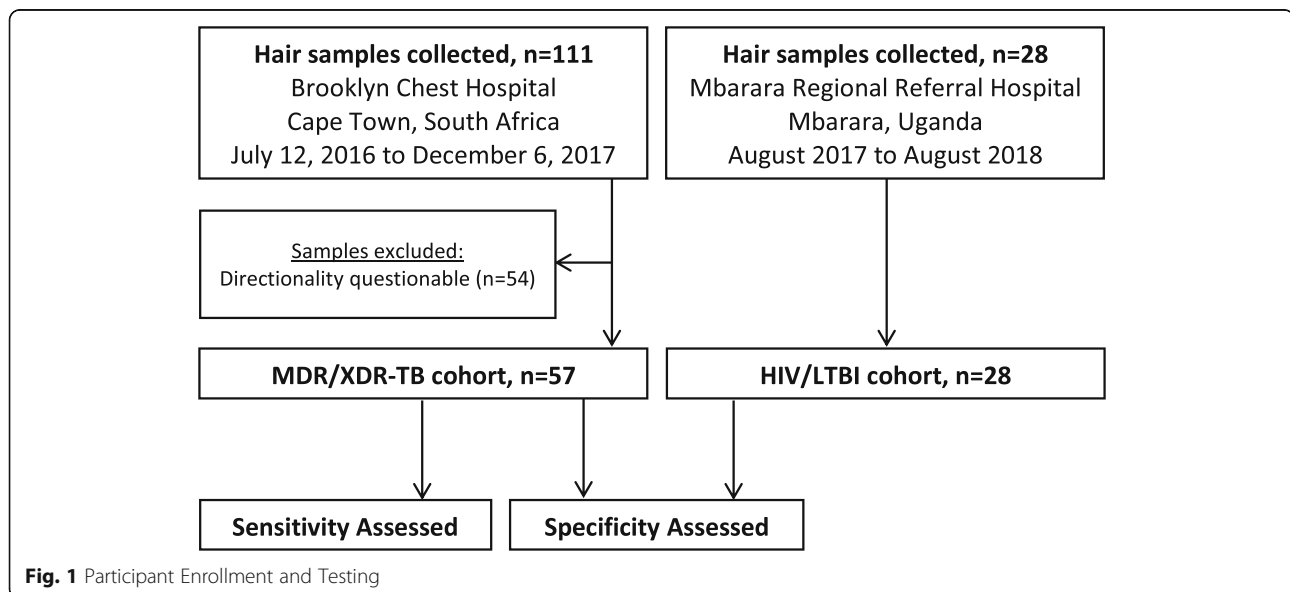 Hair samples collected, n=111
Brooklyn Chest Hospital
Cape Town, South Africa
July 12, 2016 to December 6, 2017
Hair samples collected, n=28
Mbarara Regional Referral Hospital
Mbarara, Uganda
August 2017 to August 2018
Samples excluded:
Directionality questionable (n=54)
MDR/XDR-TB cohort, n=57
HIV/LTBI cohort, n=28
Sensitivity Assessed
Specificity Assessed
Fig. 1 Participant Enrollment and Testing